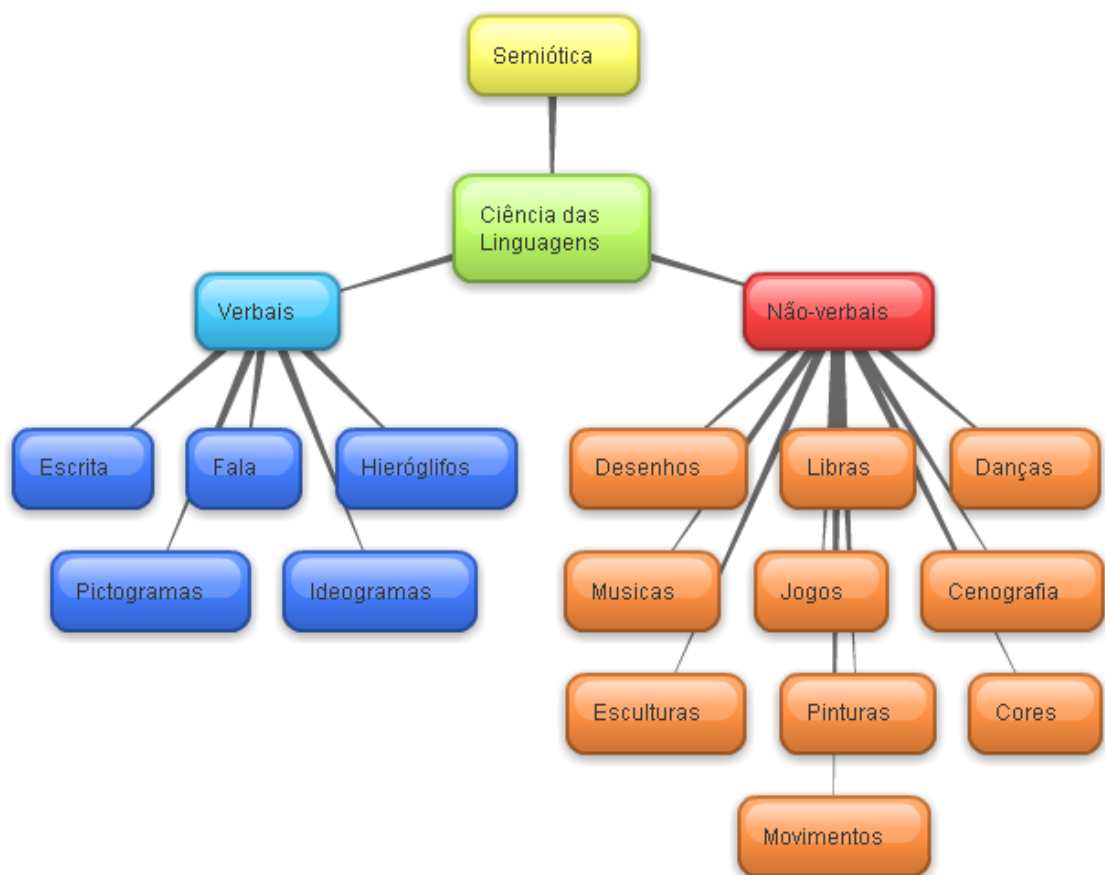 Semiótica
Ciência das
Linguagens
Verbais
Não-verbais
Escrita
Fala
Hieróglifos
Pictogramas
Ideogramas
Desenhos
Libras
Danças
Musicas
Jogos
Cenografia
Esculturas
Pinturas
Cores
Movimentos